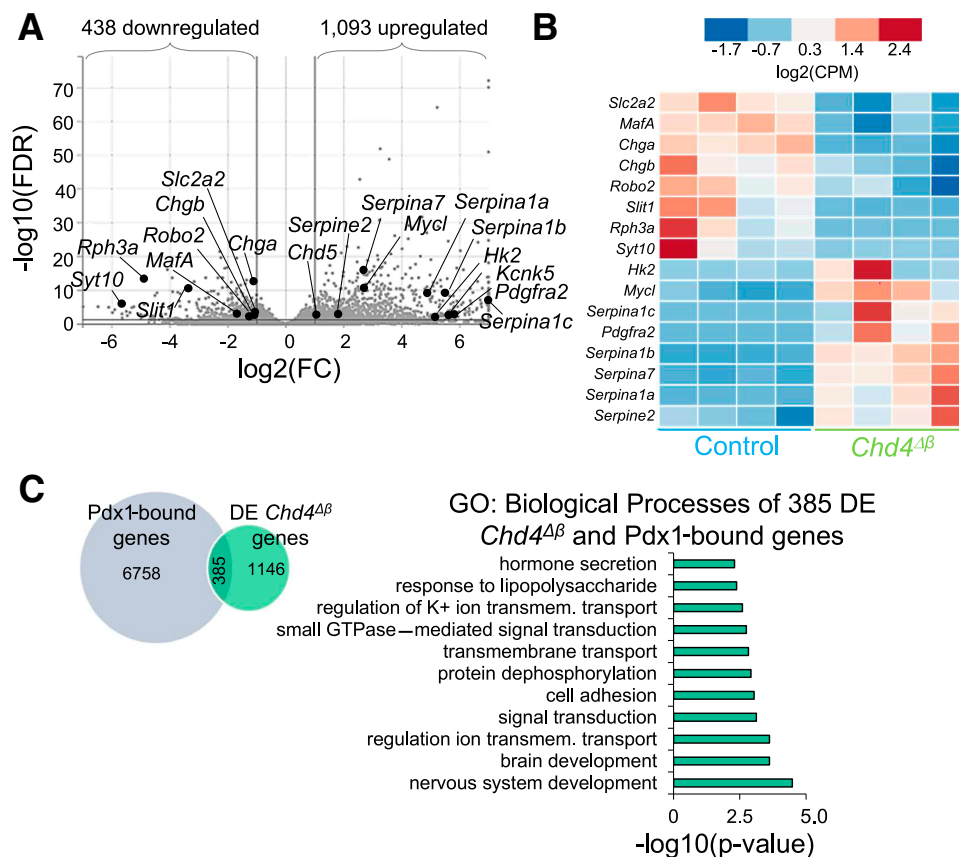 A
438 downregulated
1,093 upregulated
-log10(FDR)
70
60
50
40
30
20
10
0
-6
-4
-2
0
2
4
6
log2(FC)
Slc2a2
Chgb
Robo2
MafA
Chga
Rph3a
Syt10
Slit1
Serpina7
Serpina1a
Serpine2
Mycl
Serpina1b
Chd5
Hk2
Kcnk5
Pdgfra2
Serpina1c
B
-1.7
-0.7
0.3
1.4
2.4
log2(CPM)
Slc2a2
MafA
Chga
Chgb
Robo2
Slit1
Rph3a
Syt10
Hk2
Mycl
Serpina1c
Pdgfra2
Serpina1b
Serpina7
Serpina1a
Serpine2
Control
Chd4Δβ
C
Pdx1-bound
genes
6758
385
DE Chd4Δβ
genes
1146
GO: Biological Processes of 385 DE
Chd4Δβ and Pdx1-bound genes
hormone secretion
response to lipopolysaccharide
regulation of K+ ion transmem. transport
small GTPase—mediated signal transduction
transmembrane transport
protein dephosphorylation
cell adhesion
signal transduction
regulation ion transmem. transport
brain development
nervous system development
0
2.5
5.0
-log10(p-value)